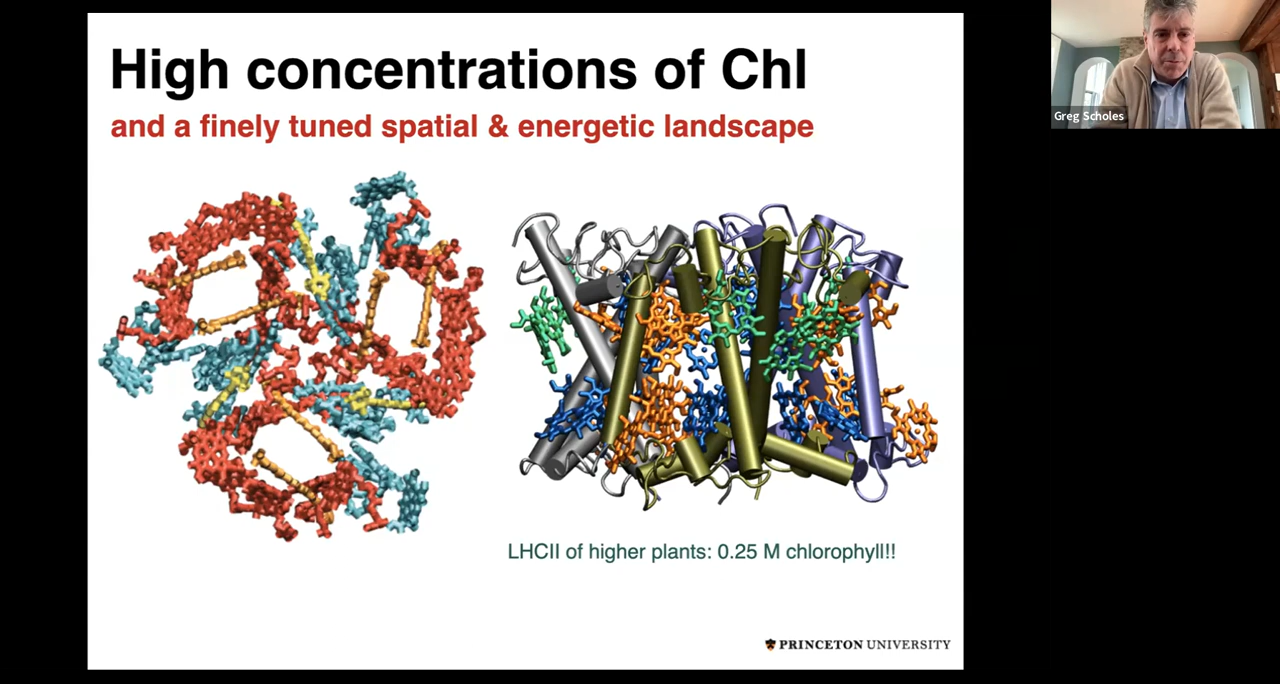 High concentrations of Chl
and a finely tuned spatial & energetic landscape
Greg Scholes
LHCII of higher plants: 0.25 M chlorophyll!!
PRINCETON UNIVERSITY